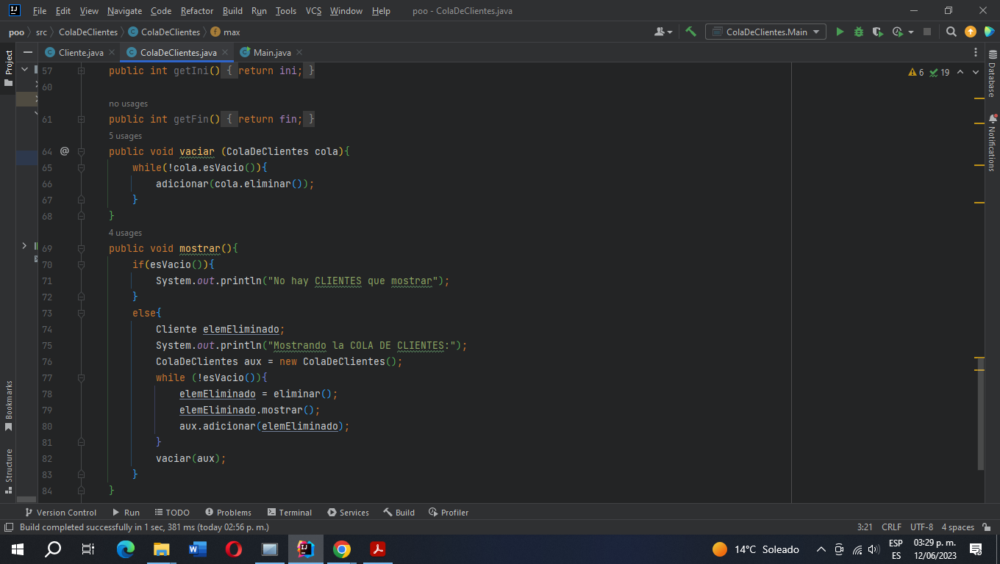 File Edit View Navigate Code Refactor Build Run Tools VCS Window Help poo - ColaDeClientes.java
poo src ColaDeClientes ColaDeClientes max ColaDeClientes.Main
Project Cliente.java ColaDeClientes.java Main.java
57 public int getIni() { return ini; } 6 19
60
no usages
61 public int getFin() { return fin; }
5 usages
64 @ public void vaciar (ColaDeClientes cola){
65 while(!cola.esVacio()){
66 adicionar(cola.eliminar());
67 }
68 }
4 usages
69 public void mostrar(){
70 if(esVacio()){
71 System.out.println("No hay CLIENTES que mostrar");
72 }
73 else{
74 Cliente elemEliminado;
75 System.out.println("Mostrando la COLA DE CLIENTES:");
76 ColaDeClientes aux = new ColaDeClientes();
77 while (!esVacio()){
78 elemEliminado = eliminar();
79 elemEliminado.mostrar();
80 aux.adicionar(elemEliminado);
81 }
82 vaciar(aux);
83 }
84 }
Bookmarks
Structure
Database
Notifications
Version Control Run TODO Problems Terminal Services Build Profiler
Build completed successfully in 1 sec, 381 ms (today 02:56 p. m.) 3:21 CRLF UTF-8 4 spaces
14°C Soleado ESP 03:29 p. m.
ES 12/06/2023